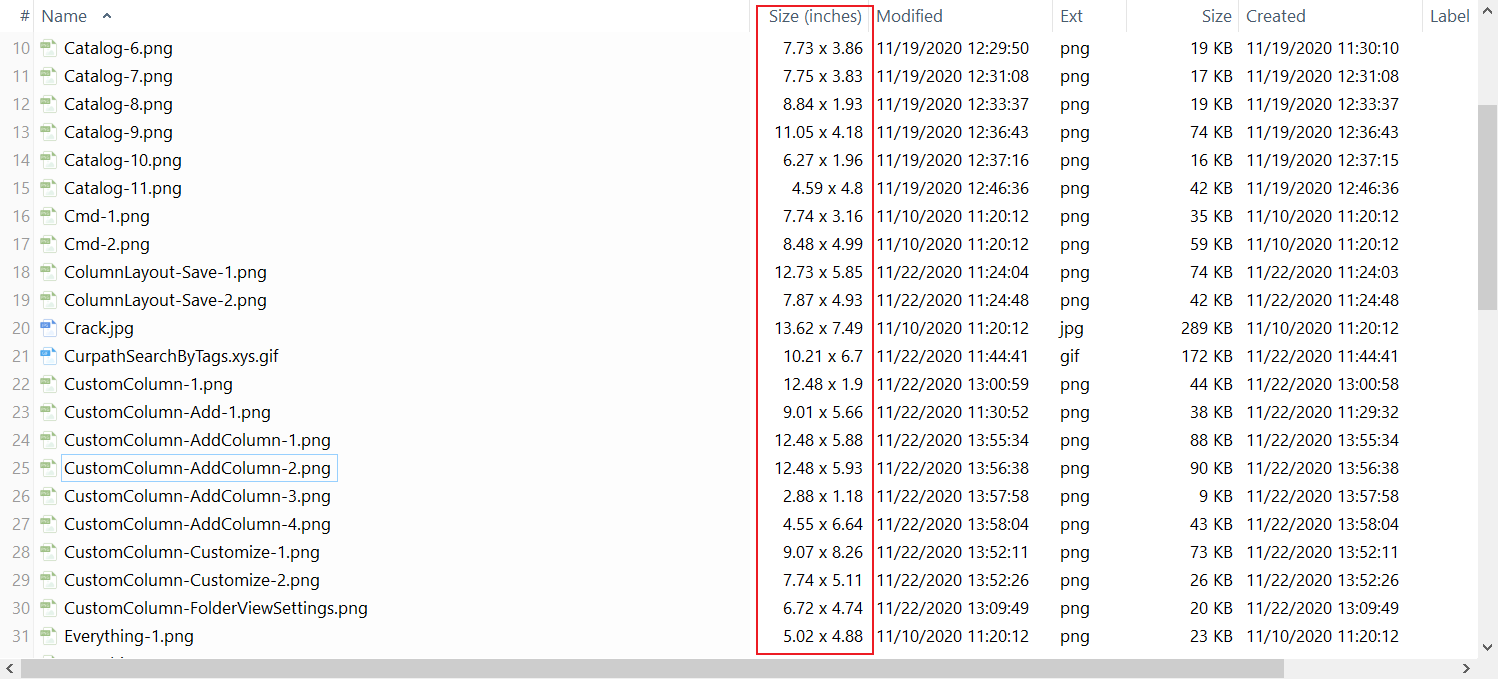 # Name Size (inches) Modified Ext Size Created Label
10 Catalog-6.png 7.73 x 3.86 11/19/2020 12:29:50 png 19 KB 11/19/2020 11:30:10
11 Catalog-7.png 7.75 x 3.83 11/19/2020 12:31:08 png 17 KB 11/19/2020 12:31:08
12 Catalog-8.png 8.84 x 1.93 11/19/2020 12:33:37 png 19 KB 11/19/2020 12:33:37
13 Catalog-9.png 11.05 x 4.18 11/19/2020 12:36:43 png 74 KB 11/19/2020 12:36:43
14 Catalog-10.png 6.27 x 1.96 11/19/2020 12:37:16 png 16 KB 11/19/2020 12:37:15
15 Catalog-11.png 4.59 x 4.8 11/19/2020 12:46:36 png 42 KB 11/19/2020 12:46:36
16 Cmd-1.png 7.74 x 3.16 11/10/2020 11:20:12 png 35 KB 11/10/2020 11:20:12
17 Cmd-2.png 8.48 x 4.99 11/10/2020 11:20:12 png 59 KB 11/10/2020 11:20:12
18 ColumnLayout-Save-1.png 12.73 x 5.85 11/22/2020 11:24:04 png 74 KB 11/22/2020 11:24:03
19 ColumnLayout-Save-2.png 7.87 x 4.93 11/22/2020 11:24:48 png 42 KB 11/22/2020 11:24:48
20 Crack.jpg 13.62 x 7.49 11/10/2020 11:20:12 jpg 289 KB 11/10/2020 11:20:12
21 CurpathSearchByTags.xys.gif 10.21 x 6.7 11/22/2020 11:44:41 gif 172 KB 11/22/2020 11:44:41
22 CustomColumn-1.png 12.48 x 1.9 11/22/2020 13:00:59 png 44 KB 11/22/2020 13:00:58
23 CustomColumn-Add-1.png 9.01 x 5.66 11/22/2020 11:30:52 png 38 KB 11/22/2020 11:29:32
24 CustomColumn-AddColumn-1.png 12.48 x 5.88 11/22/2020 13:55:34 png 88 KB 11/22/2020 13:55:34
25 CustomColumn-AddColumn-2.png 12.48 x 5.93 11/22/2020 13:56:38 png 90 KB 11/22/2020 13:56:38
26 CustomColumn-AddColumn-3.png 2.88 x 1.18 11/22/2020 13:57:58 png 9 KB 11/22/2020 13:57:58
27 CustomColumn-AddColumn-4.png 4.55 x 6.64 11/22/2020 13:58:04 png 43 KB 11/22/2020 13:58:04
28 CustomColumn-Customize-1.png 9.07 x 8.26 11/22/2020 13:52:11 png 73 KB 11/22/2020 13:52:11
29 CustomColumn-Customize-2.png 7.74 x 5.11 11/22/2020 13:52:26 png 26 KB 11/22/2020 13:52:26
30 CustomColumn-FolderViewSettings.png 6.72 x 4.74 11/22/2020 13:09:49 png 20 KB 11/22/2020 13:09:49
31 Everything-1.png 5.02 x 4.88 11/10/2020 11:20:12 png 23 KB 11/10/2020 11:20:12